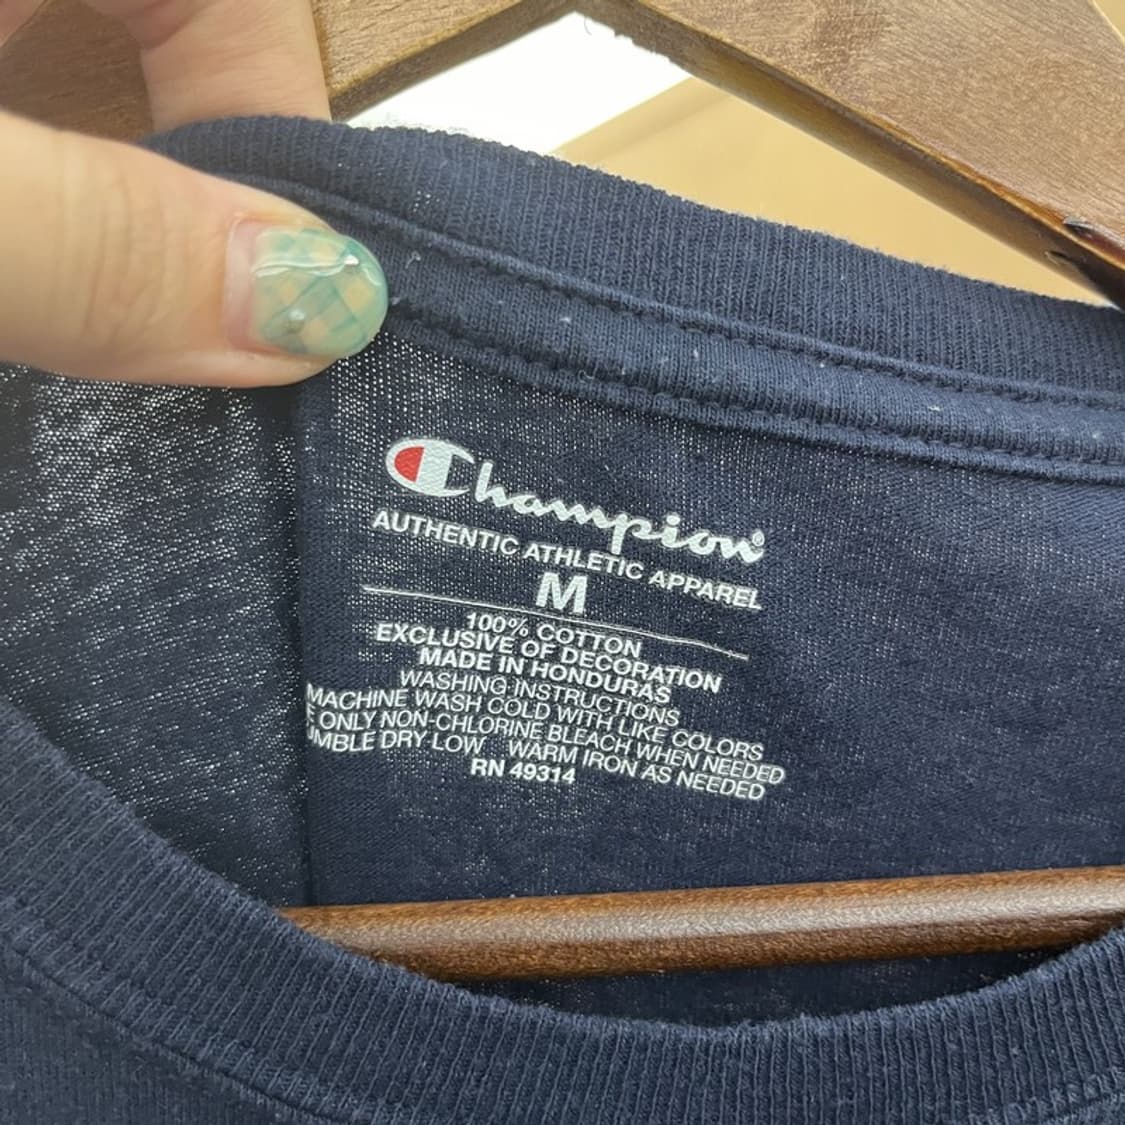 Champion®
AUTHENTIC ATHLETIC APPAREL
M
100% COTTON
EXCLUSIVE OF DECORATION
MADE IN HONDURAS
WASHING INSTRUCTIONS
MACHINE WASH COLD WITH LIKE COLORS
ONLY NON-CHLORINE BLEACH WHEN NEEDED
UMBLE DRY LOW WARM IRON AS NEEDED
RN 49314